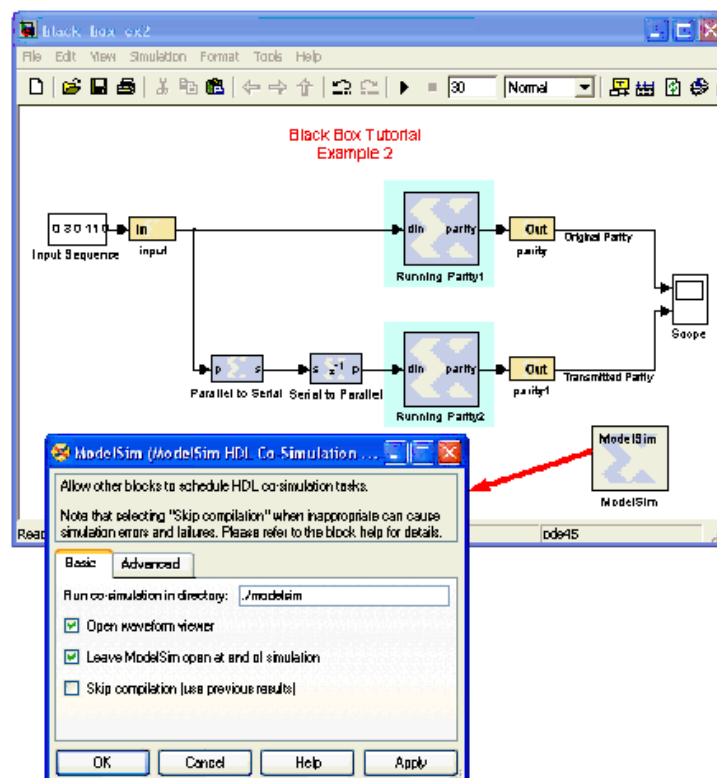 black_box_ex2
File Edit View Simulation Format Tools Help
30 Normal
Black Box Tutorial
Example 2
In
input
Input Sequence
din parity
Running Parity1
Out
parity
Original Parity
Scope
p s
Parallel to Serial
s z-1 p
Serial to Parallel
din parity
Running Parity2
Out
parity1
Transmitted Parity
ModelSim
ModelSim
ode45
ModelSim (ModelSim HDL Co-Simulation ...
Allow other blocks to schedule HDL co-simulation tasks.
Note that selecting "Skip compilation" when inappropriate can cause
simulation errors and failures. Please refer to the block help for details.
Basic Advanced
Run co-simulation in directory: ./modelsim
Open waveform viewer
Leave ModelSim open at end of simulation
Skip compilation (use previous results)
OK Cancel Help Apply